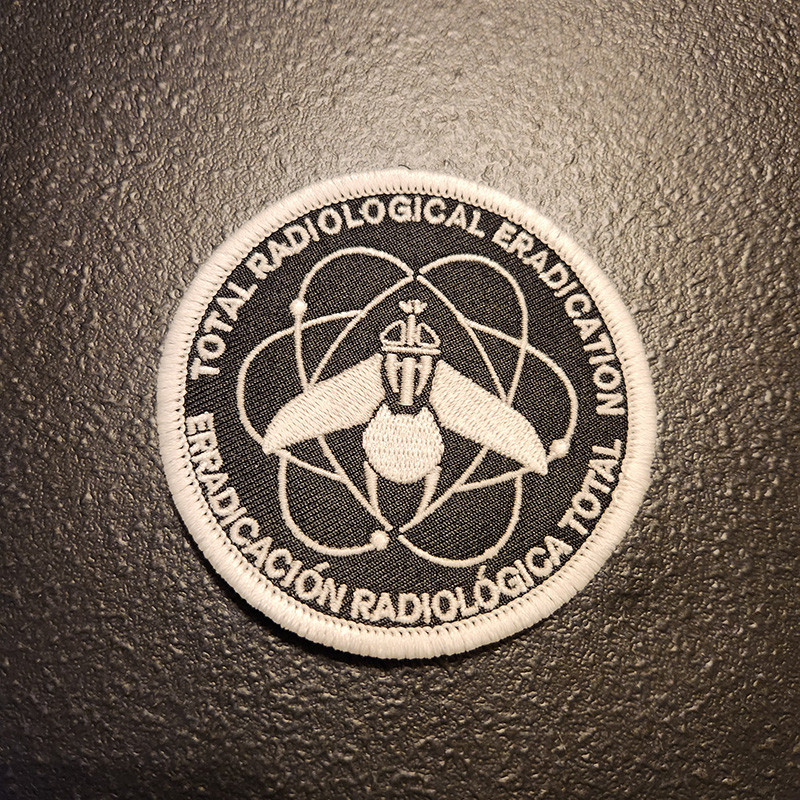 TOTAL RADIOLOGICAL ERADICATION
ERRADICACIÓN RADIOLÓGICA TOTAL